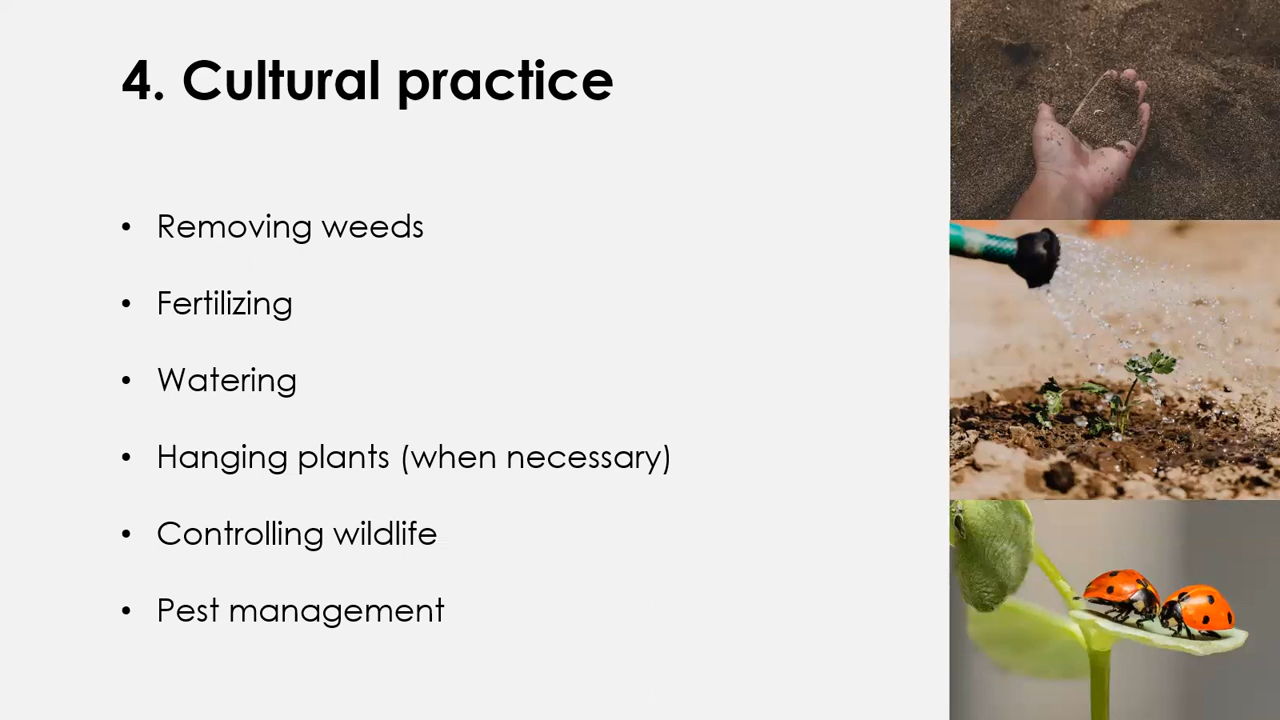 4. Cultural practice
• Removing weeds
• Fertilizing
• Watering
• Hanging plants (when necessary)
• Controlling wildlife
• Pest management